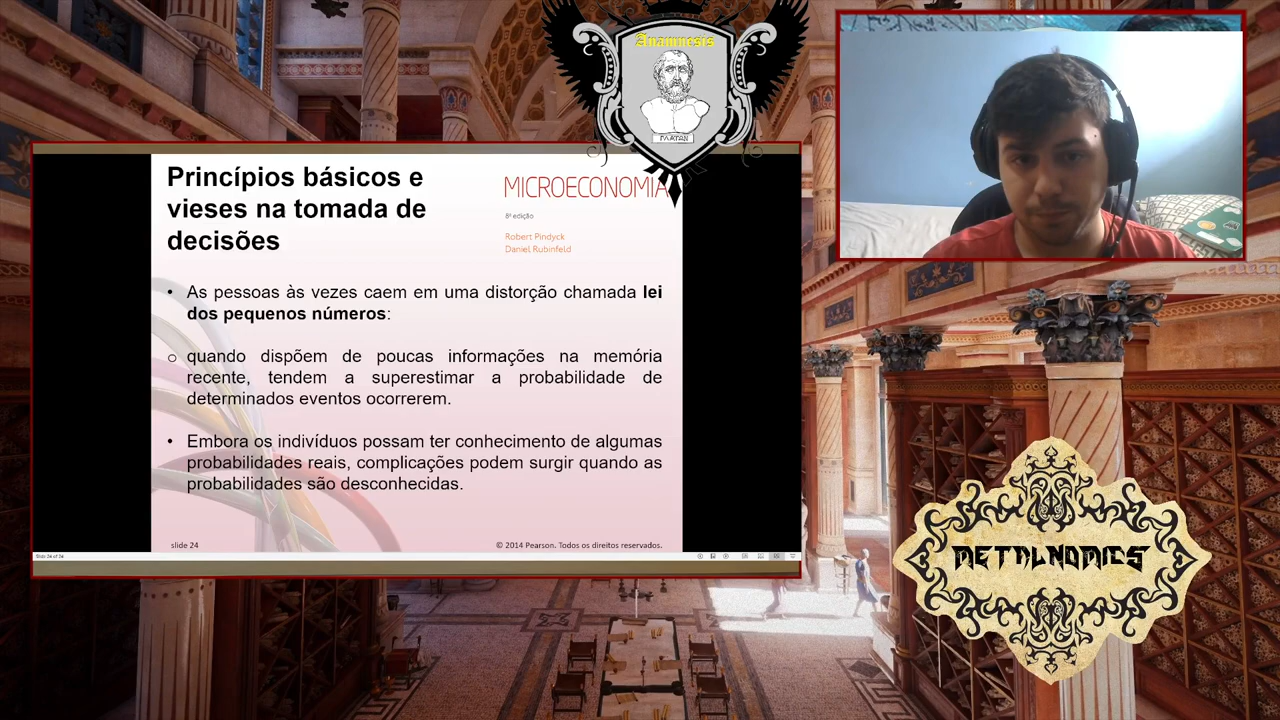 Anamnesis
PLATÃN
Princípios básicos e
vieses na tomada de
decisões
MICROECONOMIA
8ª edição
Robert Pindyck
Daniel Rubinfeld
• As pessoas às vezes caem em uma distorção chamada lei
dos pequenos números:
o quando dispõem de poucas informações na memória
recente, tendem a superestimar a probabilidade de
determinados eventos ocorrerem.
• Embora os indivíduos possam ter conhecimento de algumas
probabilidades reais, complicações podem surgir quando as
probabilidades são desconhecidas.
slide 24
© 2014 Pearson. Todos os direitos reservados.
METALNOMICS